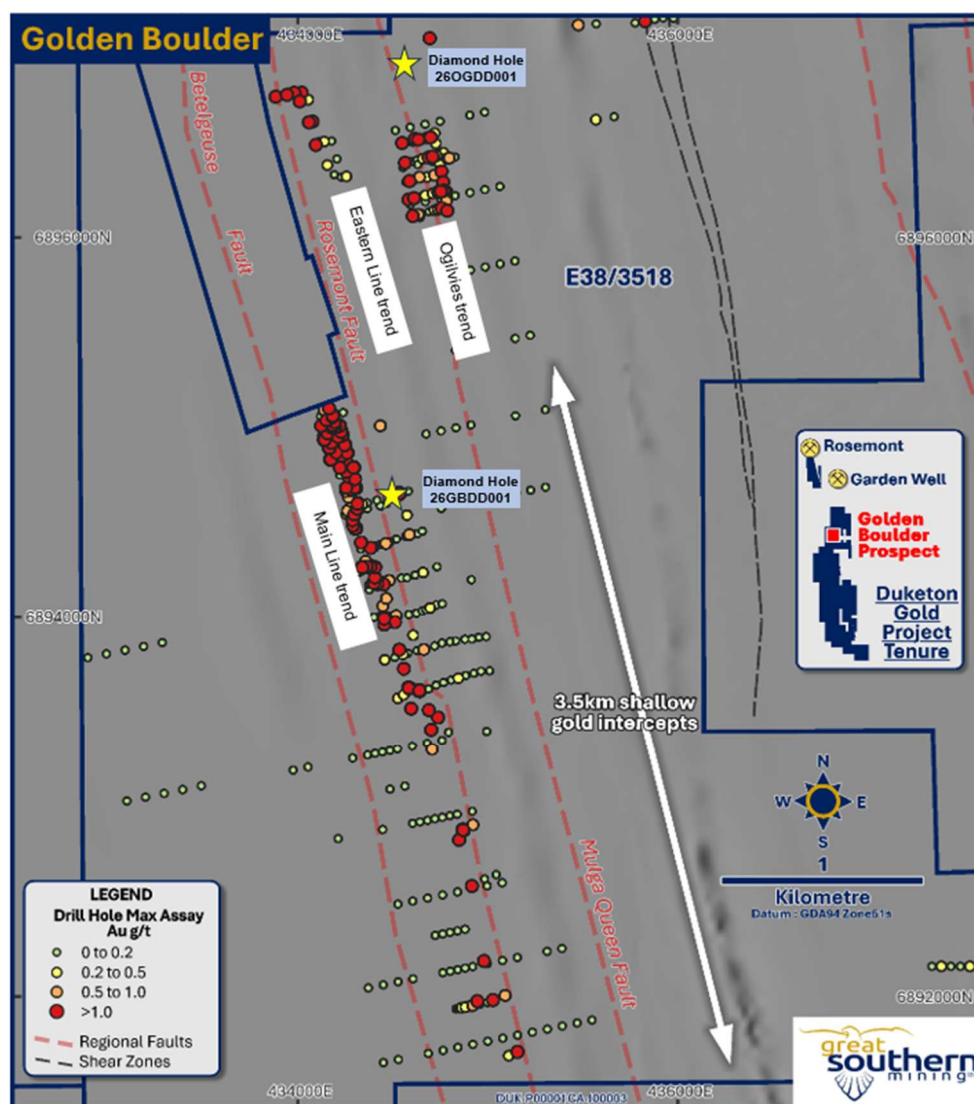 Golden Boulder
434000E
436000E
Diamond Hole
26OGDD001
Betelgeuse
Fault
Rosemont Fault
Eastern Line trend
Ogilvies trend
6896000N
6896000N
E38/3518
Rosemont
Garden Well
Golden
Boulder
Prospect
Duketon
Gold
Project
Tenure
Diamond Hole
26GBDD001
Main Line trend
6894000N
3.5km shallow
gold intercepts
Mulga Queen Fault
N
W E
S
1
Kilometre
Datum : GDA94 Zone51s
LEGEND
Drill Hole Max Assay
Au g/t
0 to 0.2
0.2 to 0.5
0.5 to 1.0
>1.0
Regional Faults
Shear Zones
6892000N
434000E
436000E
great
southern
mining